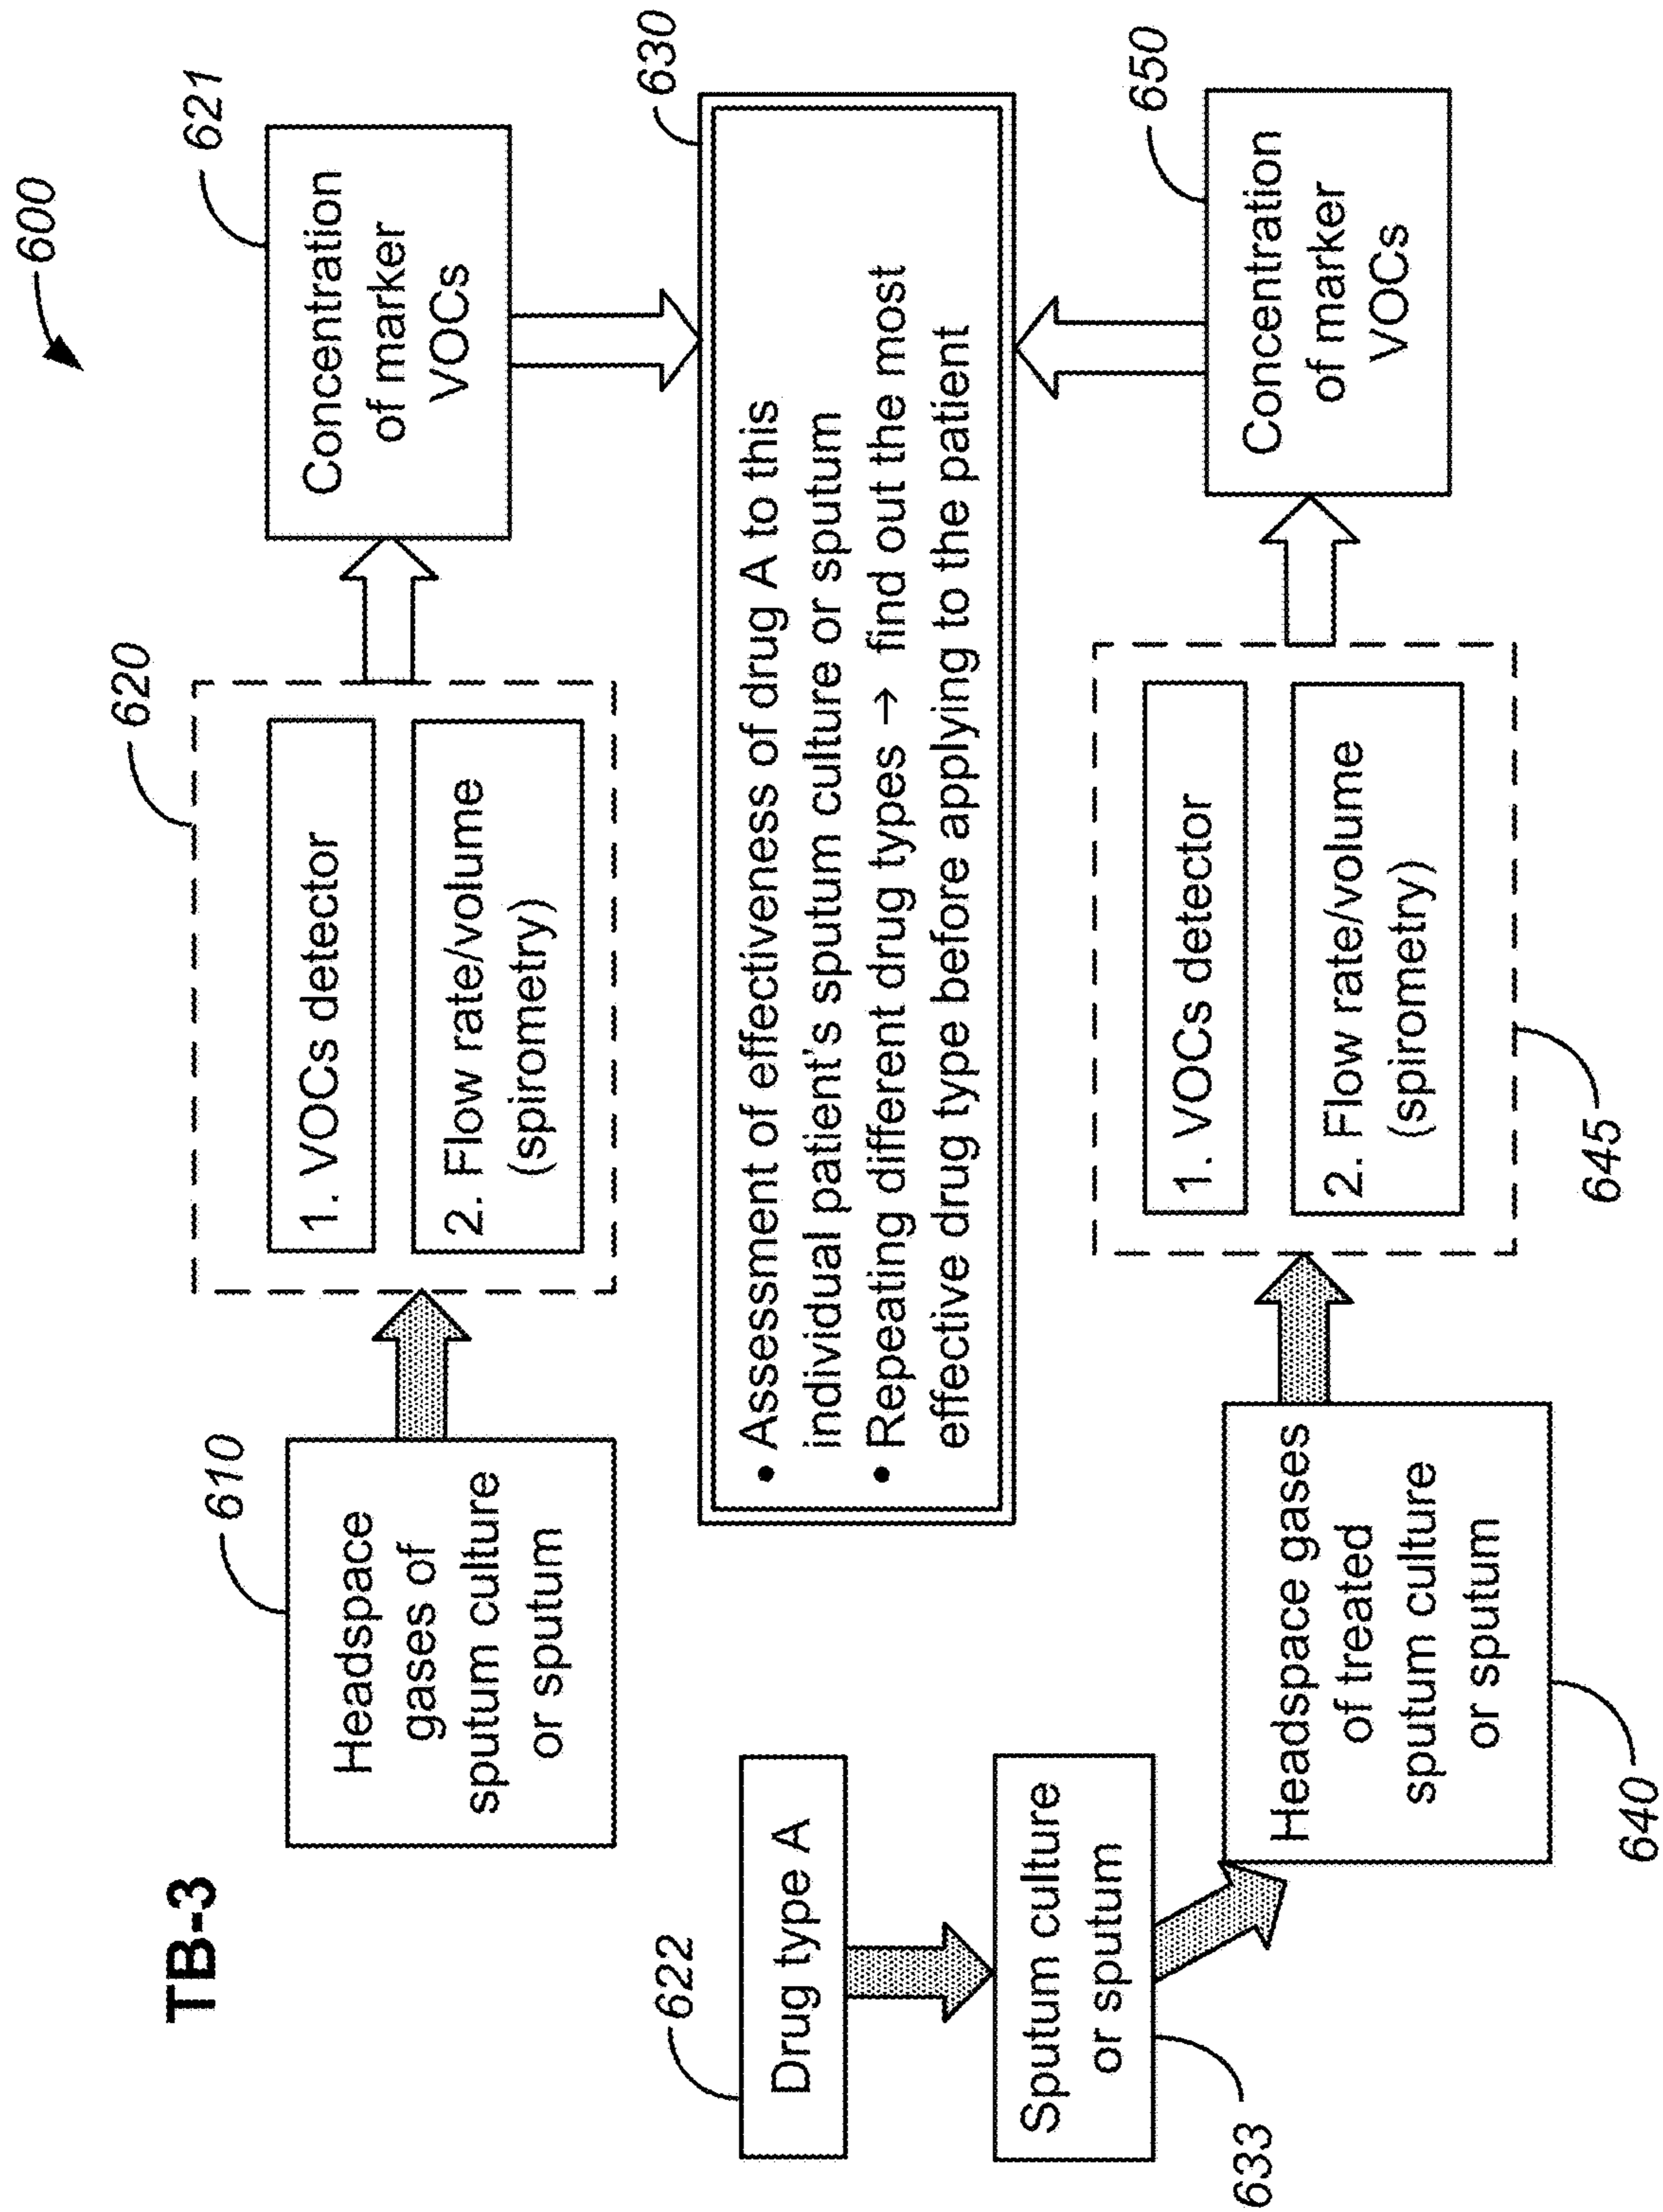 600
TB-3
610
Headspace
gases of
sputum culture
or sputum
620
1. VOCs detector
2. Flow rate/volume
(spirometry)
621
Concentration
of marker
VOCs
622
Drug type A
633
Sputum culture
or sputum
630
• Assessment of effectiveness of drug A to this
individual patient's sputum culture or sputum
• Repeating different drug types → find out the most
effective drug type before applying to the patient
640
Headspace gases
of treated
sputum culture
or sputum
645
1. VOCs detector
2. Flow rate/volume
(spirometry)
650
Concentration
of marker
VOCs